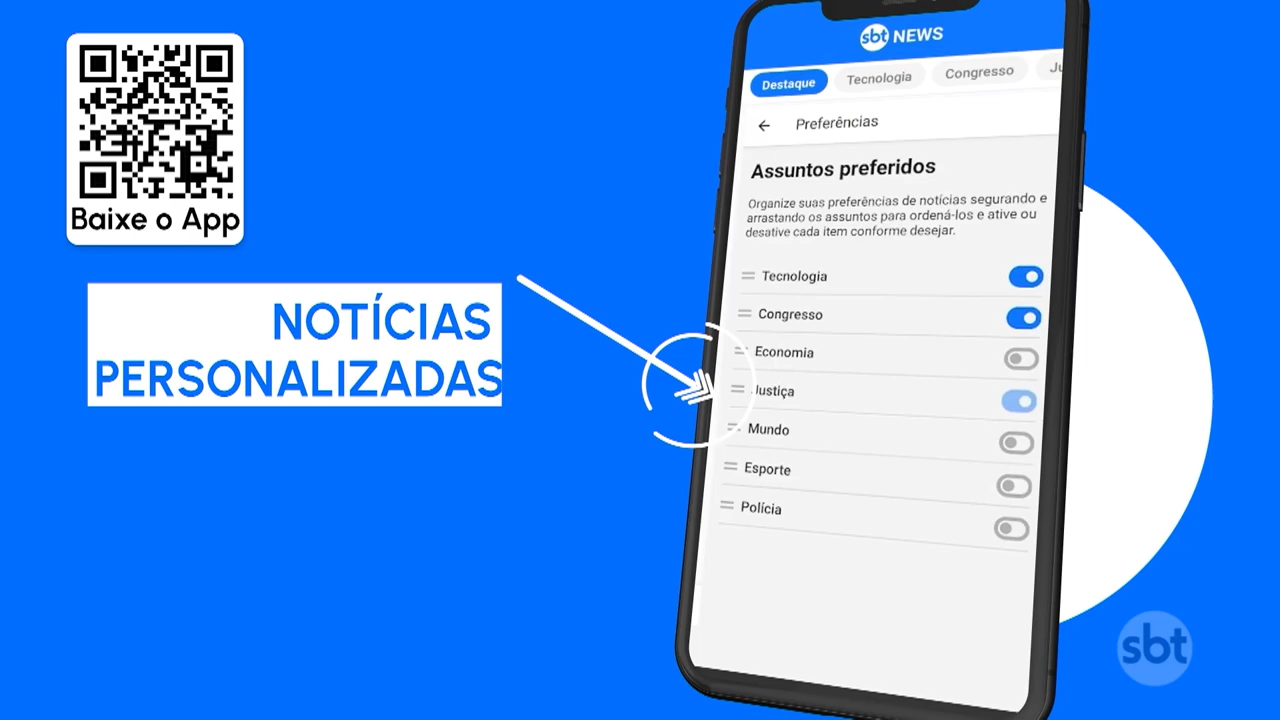 Baixe o App
NOTÍCIAS
PERSONALIZADAS
sbt NEWS
Destaque
Tecnologia
Congresso
Ju
Preferências
Assuntos preferidos
Organize suas preferências de notícias segurando e
arrastando os assuntos para ordená-los e ative ou
desative cada item conforme desejar.
Tecnologia
Congresso
Economia
Justiça
Mundo
Esporte
Polícia
sbt